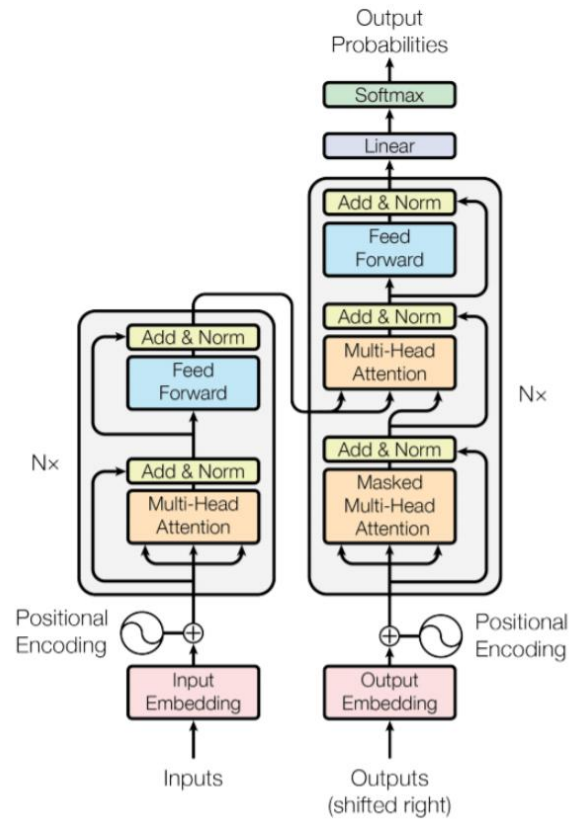 Output
Probabilities
Softmax
Linear
Add & Norm
Feed
Forward
Add & Norm
Multi-Head
Attention
Add & Norm
Masked
Multi-Head
Attention
Nx
Add & Norm
Feed
Forward
Add & Norm
Multi-Head
Attention
Nx
Positional
Encoding
Positional
Encoding
Input
Embedding
Output
Embedding
Inputs
Outputs
(shifted right)